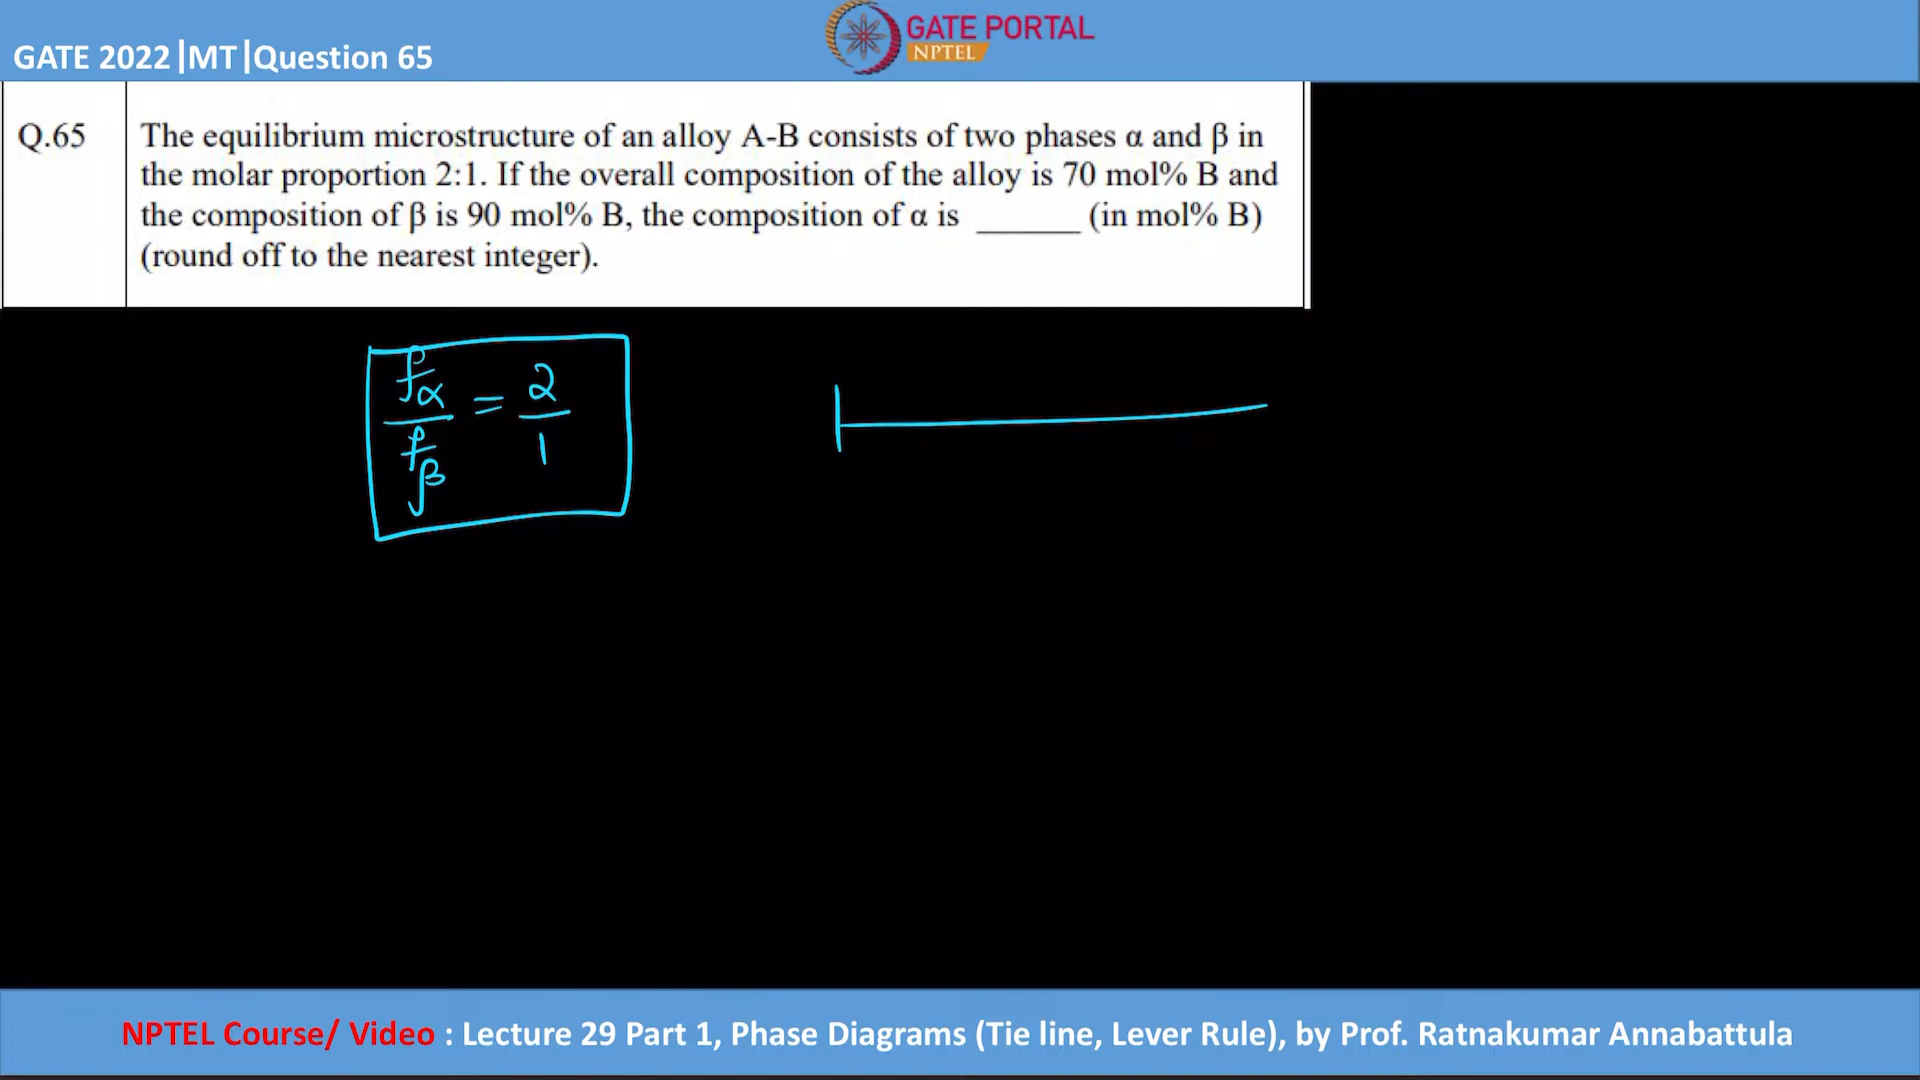 GATE PORTAL
NPTEL
GATE 2022|MT|Question 65
Q.65
The equilibrium microstructure of an alloy A-B consists of two phases α and β in
the molar proportion 2:1. If the overall composition of the alloy is 70 mol% B and
the composition of β is 90 mol% B, the composition of α is ______ (in mol% B)
(round off to the nearest integer).
fα
= 2
fβ
1
NPTEL Course/ Video : Lecture 29 Part 1, Phase Diagrams (Tie line, Lever Rule), by Prof. Ratnakumar Annabattula